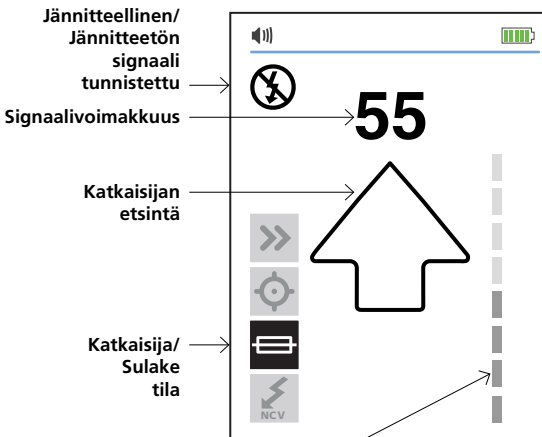 Jännitteellinen/
Jännitteetön
signaali
tunnistettu
55
Signaalivoimakkuus
Katkaisijan
etsintä
Katkaisija/
Sulake
tila
NCV